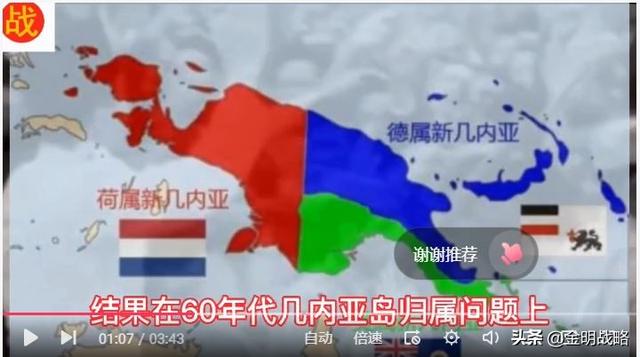 战
德属新几内亚
荷属新几内亚
谢谢推荐
结果在60年代几内亚岛归属问题上
01:07 / 03:43
自动
倍速
头条 @金明战略